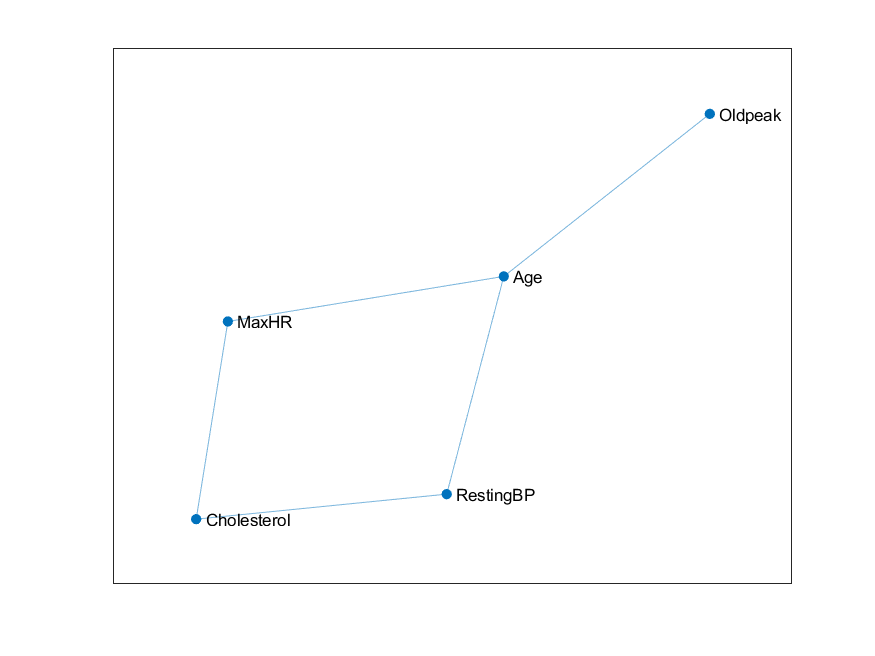 Oldpeak
Age
MaxHR
RestingBP
Cholesterol